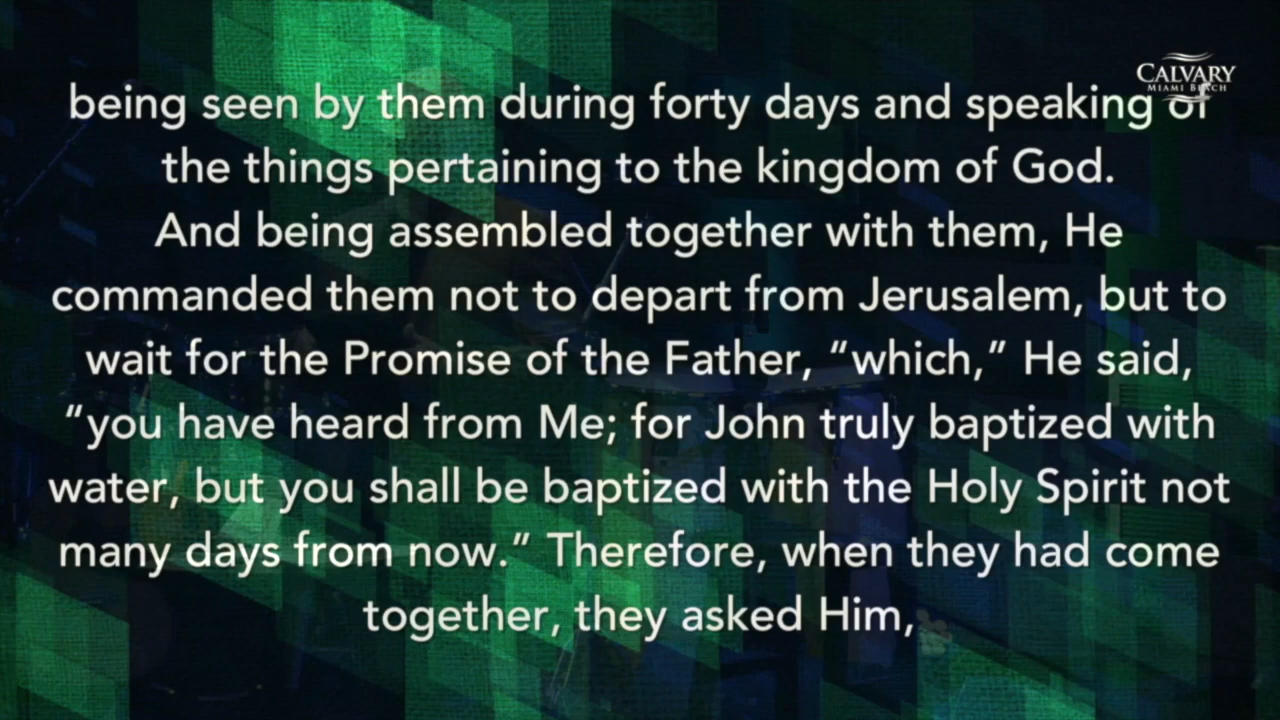 CALVARY
MIAMI BEACH
being seen by them during forty days and speaking of
the things pertaining to the kingdom of God.
And being assembled together with them, He
commanded them not to depart from Jerusalem, but to
wait for the Promise of the Father, “which,” He said,
“you have heard from Me; for John truly baptized with
water, but you shall be baptized with the Holy Spirit not
many days from now.” Therefore, when they had come
together, they asked Him,